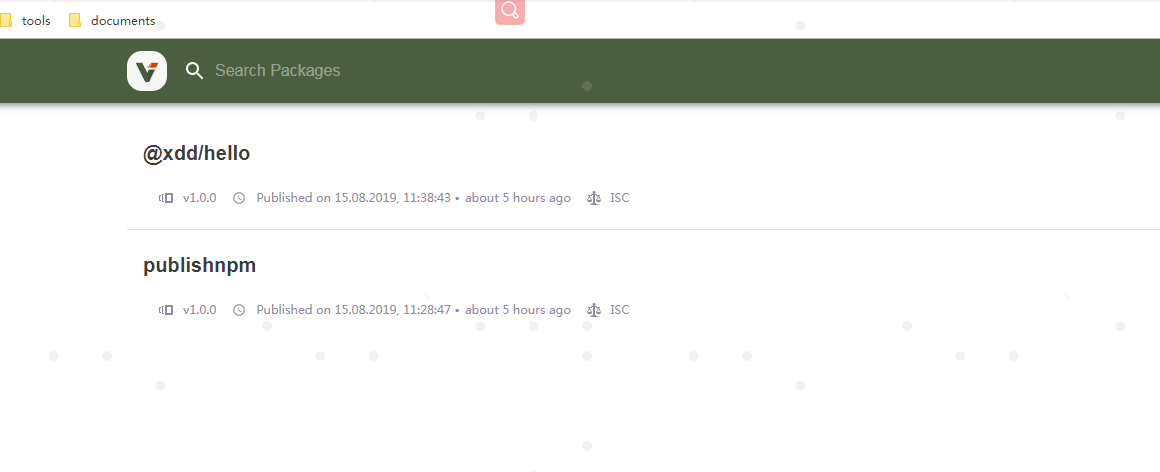 tools documents
Search Packages
@xdd/hello
v1.0.0 Published on 15.08.2019, 11:38:43 • about 5 hours ago ISC
publishnpm
v1.0.0 Published on 15.08.2019, 11:28:47 • about 5 hours ago ISC